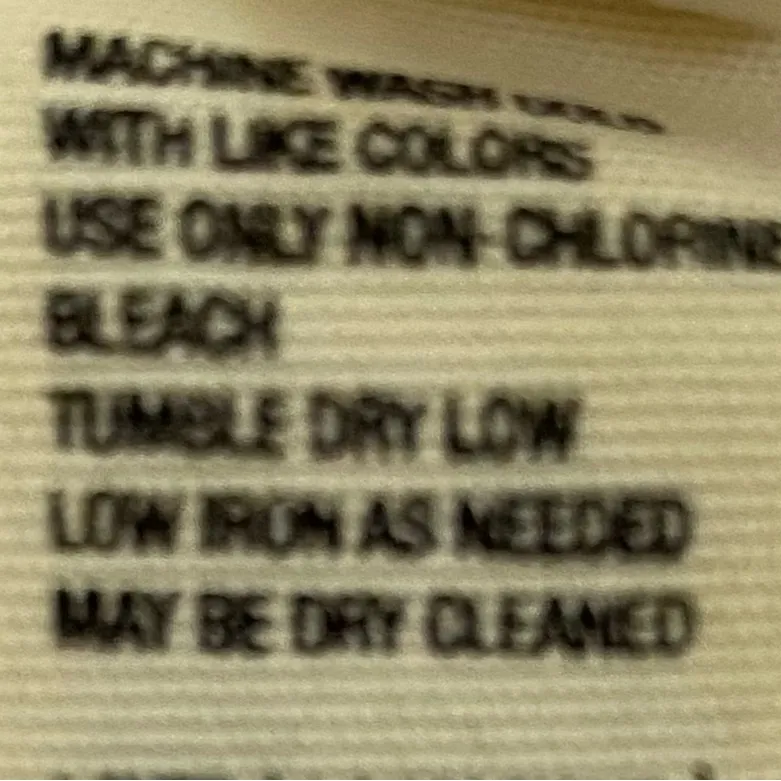 MACHINE WASH COLD
WITH LIKE COLORS
USE ONLY NON-CHLORINE
BLEACH
TUMBLE DRY LOW
LOW IRON AS NEEDED
MAY BE DRY CLEANED